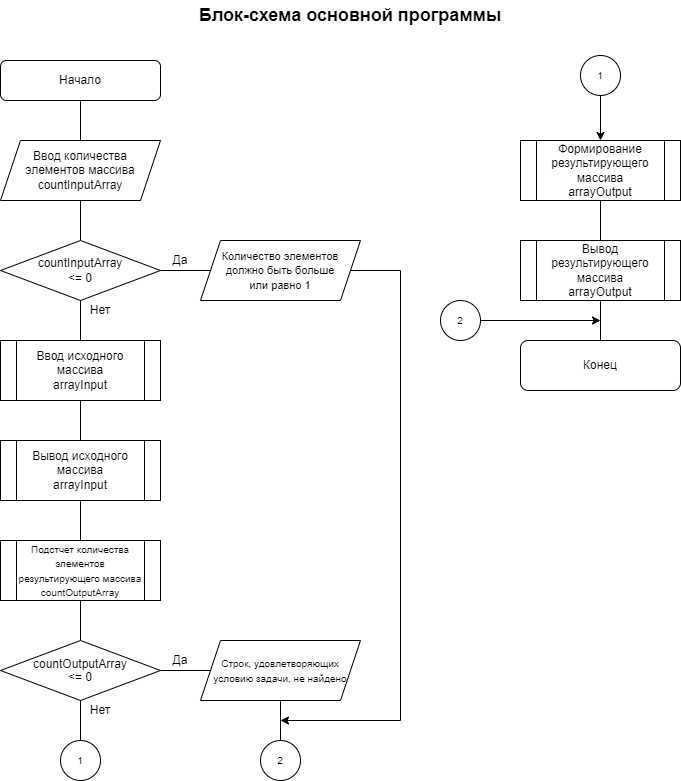 Блок-схема основной программы
Начало
Ввод количества
элементов массива
countInputArray
countInputArray
<= 0
Да
Количество элементов
должно быть больше
или равно 1
Нет
Ввод исходного
массива
arrayInput
Вывод исходного
массива
arrayInput
Подстчет количества
элементов
результирующего массива
countOutputArray
countOutputArray
<= 0
Да
Строк, удовлетворяющих
условию задачи, не найдено
Нет
1
2
1
Формирование
результирующего
массива
arrayOutput
Вывод
результирующего
массива
arrayOutput
2
Конец